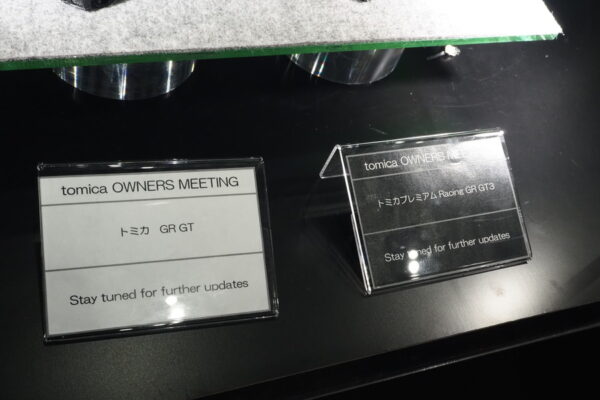 tomica OWNERS MEETING
トミカ GR GT
Stay tuned for further updates
tomica OWNERS MEETING
トミカプレミアム Racing GR GT3
Stay tuned for further updates